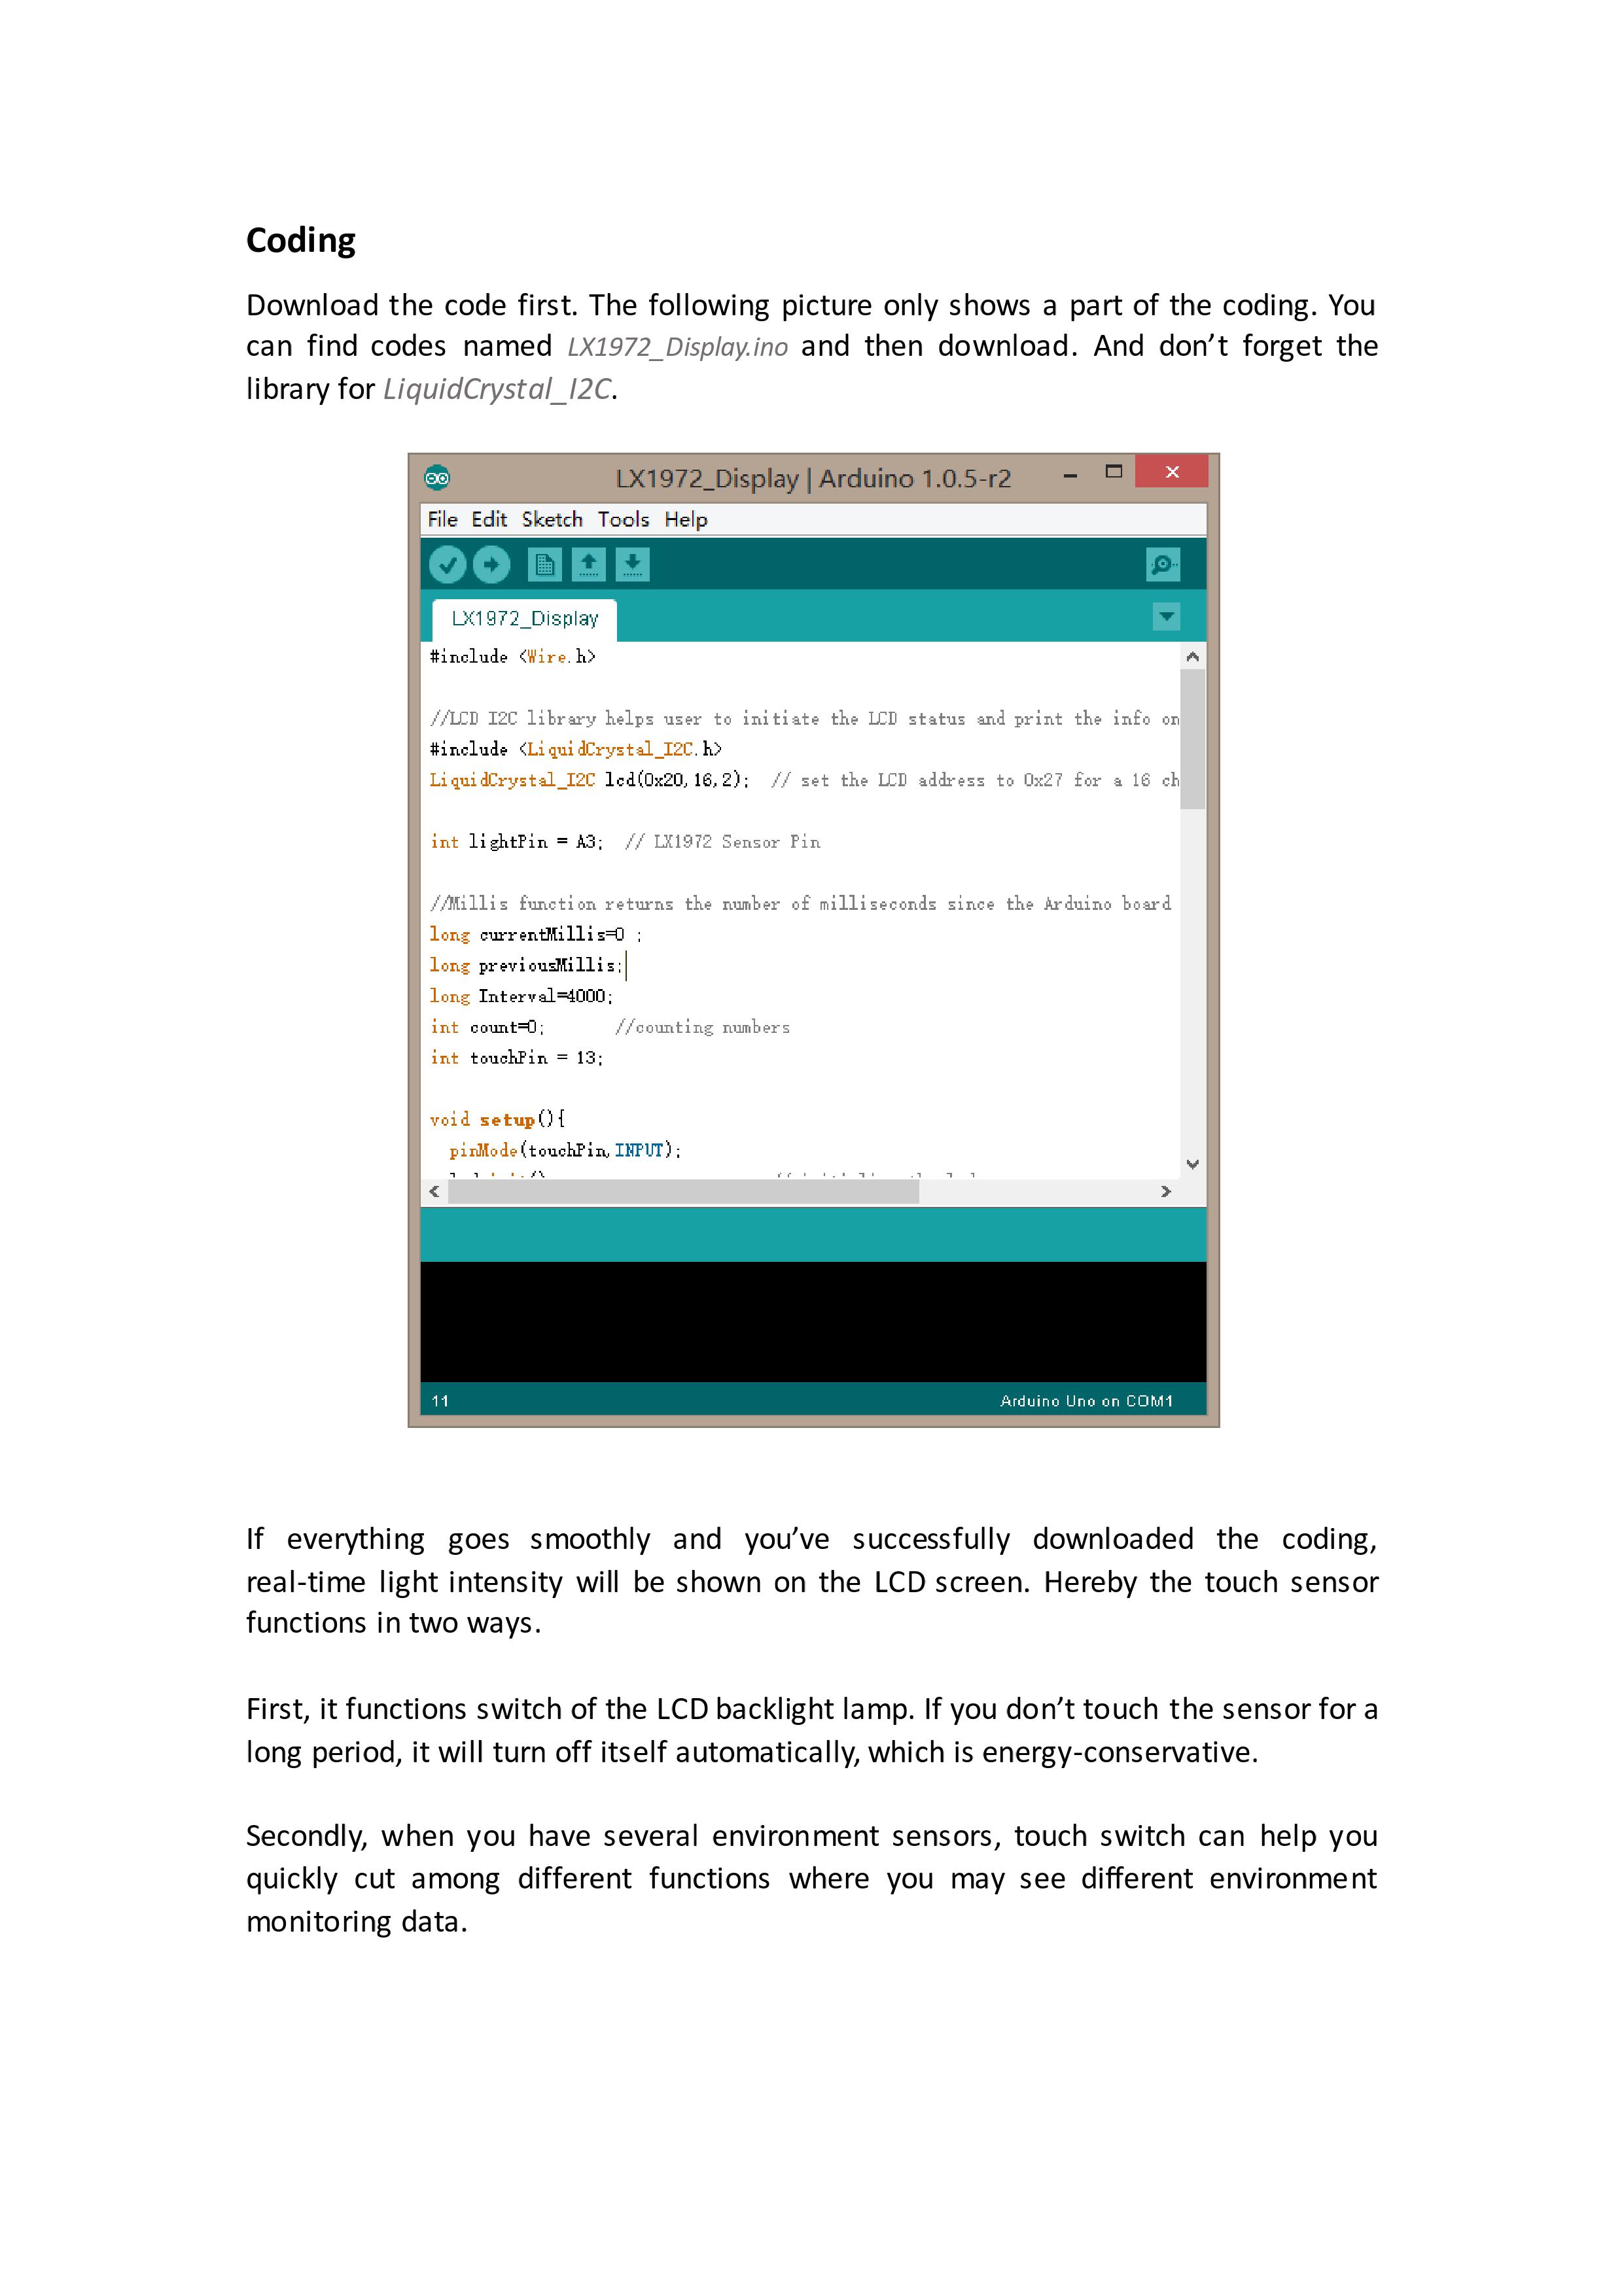 Coding
Download the code first. The following picture only shows a part of the coding. You
can find codes named LX1972_Display.ino and then download. And don’t forget the
library for LiquidCrystal_I2C.
LX1972_Display | Arduino 1.0.5-r2
File Edit Sketch Tools Help
LX1972_Display
#include <Wire.h>
//LCD I2C library helps user to initiate the LCD status and print the info on
#include <LiquidCrystal_I2C.h>
LiquidCrystal_I2C lcd(0x20,16,2); // set the LCD address to 0x27 for a 16 ch
int lightPin = A3; // LX1972 Sensor Pin
//Millis function returns the number of milliseconds since the Arduino board
long currentMillis=0 ;
long previousMillis;
long Interval=4000;
int count=0; //counting numbers
int touchPin = 13;
void setup(){
pinMode(touchPin,INPUT);
11
Arduino Uno on COM1
If everything goes smoothly and you’ve successfully downloaded the coding,
real-time light intensity will be shown on the LCD screen. Hereby the touch sensor
functions in two ways.
First, it functions switch of the LCD backlight lamp. If you don’t touch the sensor for a
long period, it will turn off itself automatically, which is energy-conservative.
Secondly, when you have several environment sensors, touch switch can help you
quickly cut among different functions where you may see different environment
monitoring data.